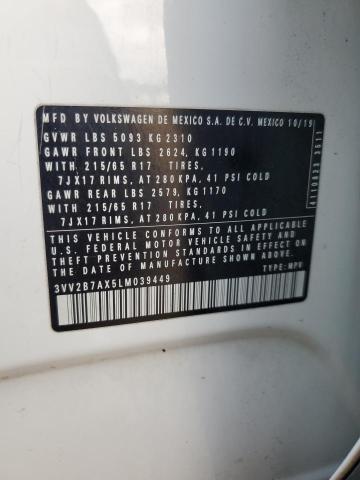 MFD BY VOLKSWAGEN DE MEXICO S.A. DE C.V. MEXICO 10/19
GVWR LBS 5093 KG 2310
GAWR FRONT LBS 2624, KG 1190
WITH 215/65 R17 TIRES,
7JX17 RIMS, AT 280 KPA, 41 PSI COLD
GAWR REAR LBS 2579, KG 1170
WITH 215/65 R17 TIRES,
7JX17 RIMS, AT 280 KPA, 41 PSI COLD
THIS VEHICLE CONFORMS TO ALL APPLICABLE
U.S. FEDERAL MOTOR VEHICLE SAFETY AND
THEFT PREVENTION STANDARDS IN EFFECT ON
THE DATE OF MANUFACTURE SHOWN ABOVE.
3VV2B7AX5LM039449 TYPE: MPV